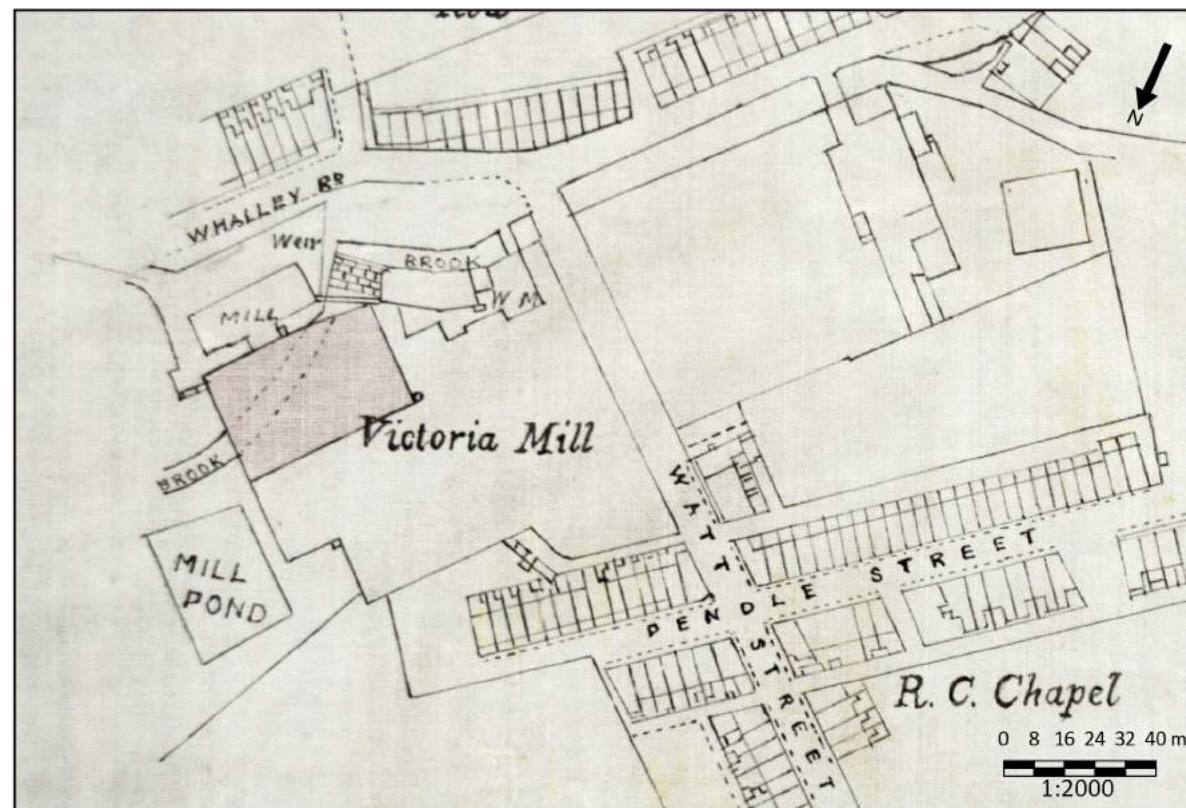 N
WHALLEY RD
Weir
BROOK
MILL
W M
Victoria Mill
BROOK
MILL
POND
WATT STREET
PENDLE STREET
R. C. Chapel
0 8 16 24 32 40 m
1:2000